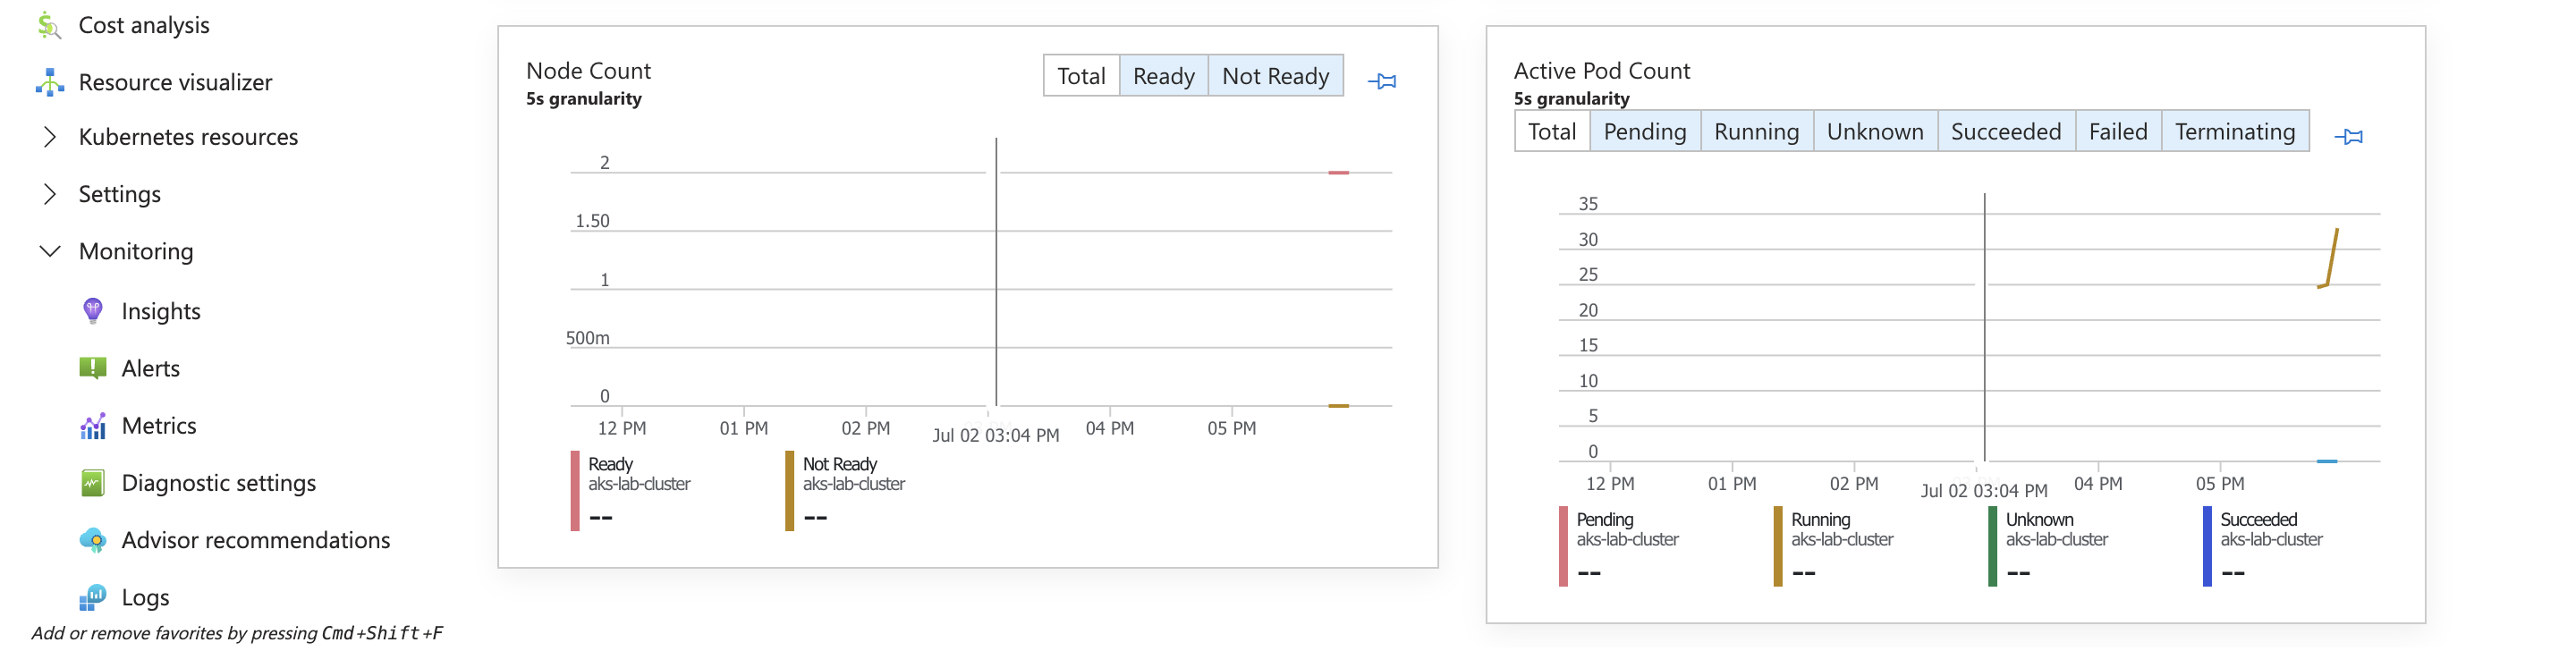 Cost analysis
Resource visualizer
Kubernetes resources
Settings
Monitoring
Insights
Alerts
Metrics
Diagnostic settings
Advisor recommendations
Logs
Add or remove favorites by pressing Cmd+Shift+F
Node Count
5s granularity
Total Ready Not Ready
2
1.50
1
500m
0
12 PM 01 PM 02 PM Jul 02 03:04 PM 04 PM 05 PM
Ready Not Ready
aks-lab-cluster aks-lab-cluster
-- --
Active Pod Count
5s granularity
Total Pending Running Unknown Succeeded Failed Terminating
35
30
25
20
15
10
5
0
12 PM 01 PM 02 PM Jul 02 03:04 PM 04 PM 05 PM
Pending Running Unknown Succeeded
aks-lab-cluster aks-lab-cluster aks-lab-cluster aks-lab-cluster
-- -- -- --